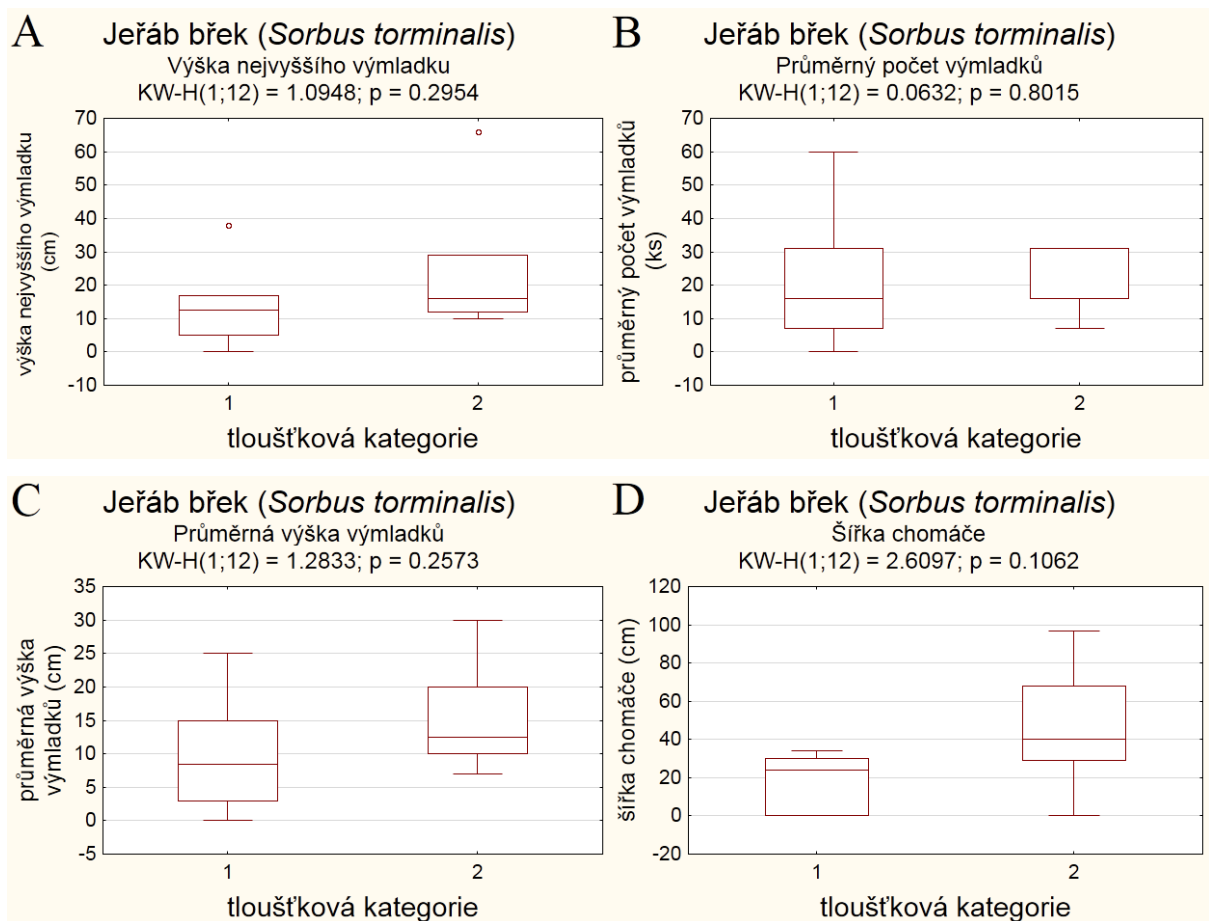 A
Jeřáb břek (Sorbus torminalis)
Výška nejvyššího výmladku
KW-H(1;12) = 1.0948; p = 0.2954
výška nejvyššího výmladku
(cm)
70
60
50
40
30
20
10
0
-10
1
2
tloušťková kategorie
B
Jeřáb břek (Sorbus torminalis)
Průměrný počet výmladků
KW-H(1;12) = 0.0632; p = 0.8015
průměrný počet výmladků
(ks)
70
60
50
40
30
20
10
0
-10
1
2
tloušťková kategorie
C
Jeřáb břek (Sorbus torminalis)
Průměrná výška výmladků
KW-H(1;12) = 1.2833; p = 0.2573
průměrná výška
výmladků (cm)
35
30
25
20
15
10
5
0
-5
1
2
tloušťková kategorie
D
Jeřáb břek (Sorbus torminalis)
Šířka chomáče
KW-H(1;12) = 2.6097; p = 0.1062
šířka chomáče (cm)
120
100
80
60
40
20
0
-20
1
2
tloušťková kategorie